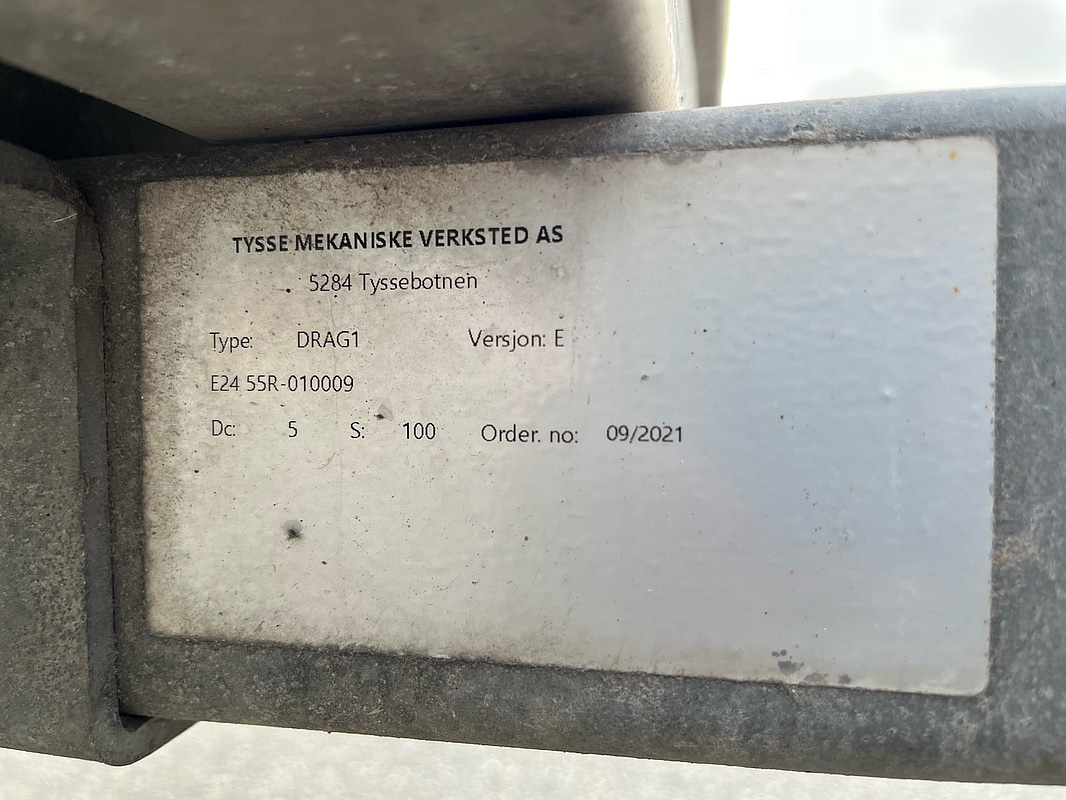 TYSSE MEKANISKE VERKSTED AS
5284 Tyssebotnen
Type: DRAG1 Versjon: E
E24 55R-010009
Dc: 5 S: 100 Order. no: 09/2021